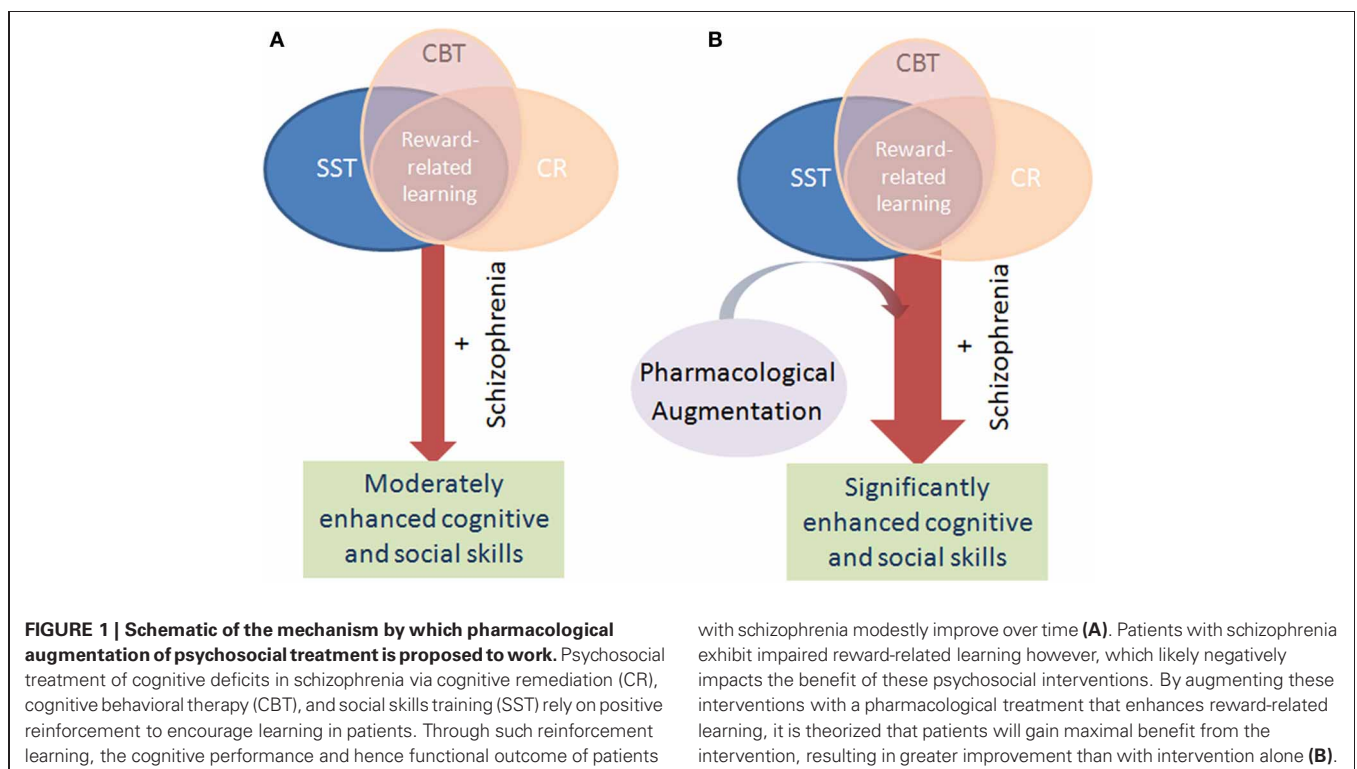 A
CBT
SST
Reward-
related
learning
CR
+
Schizophrenia
Moderately
enhanced cognitive
and social skills
B
CBT
SST
Reward-
related
learning
CR
Pharmacological
Augmentation
+
Schizophrenia
Significantly
enhanced cognitive
and social skills
FIGURE 1 | Schematic of the mechanism by which pharmacological
augmentation of psychosocial treatment is proposed to work. Psychosocial
treatment of cognitive deficits in schizophrenia via cognitive remediation (CR),
cognitive behavioral therapy (CBT), and social skills training (SST) rely on positive
reinforcement to encourage learning in patients. Through such reinforcement
learning, the cognitive performance and hence functional outcome of patients
with schizophrenia modestly improve over time (A). Patients with schizophrenia
exhibit impaired reward-related learning however, which likely negatively
impacts the benefit of these psychosocial interventions. By augmenting these
interventions with a pharmacological treatment that enhances reward-related
learning, it is theorized that patients will gain maximal benefit from the
intervention, resulting in greater improvement than with intervention alone (B).